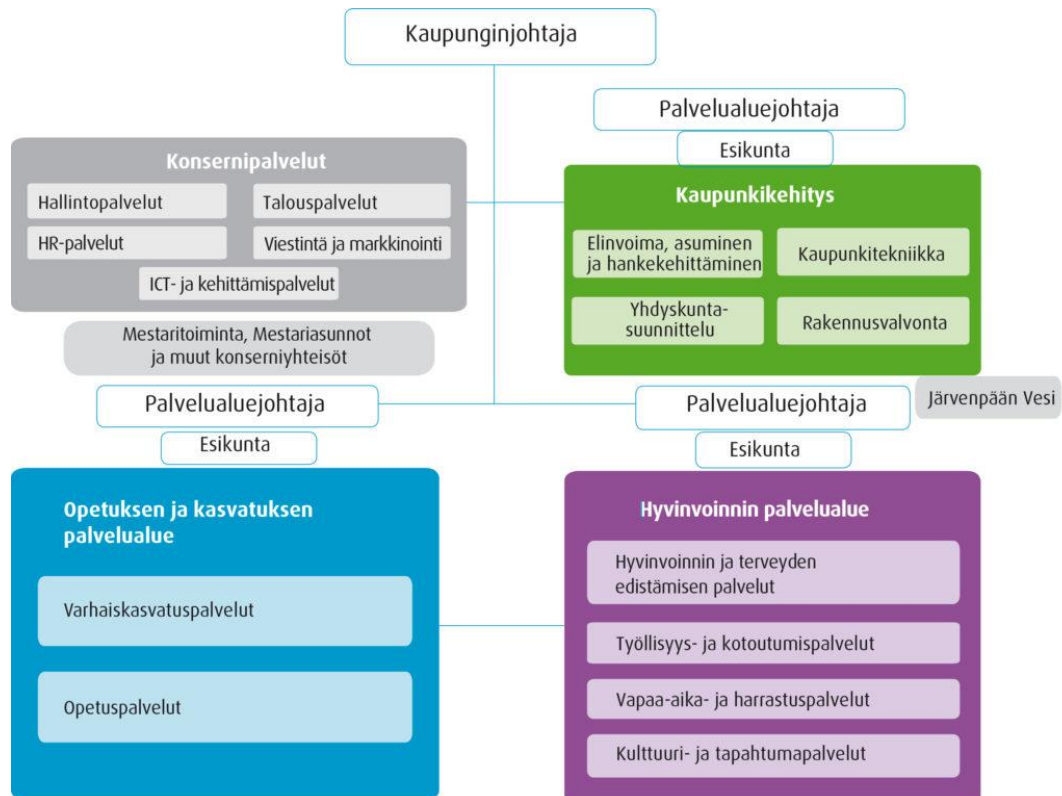 Kaupunginjohtaja
Konsernipalvelut
Hallintopalvelut
Talouspalvelut
HR-palvelut
Viestintä ja markkinointi
ICT- ja kehittämispalvelut
Mestaritoiminta, Mestariasunnot
ja muut konserniyhteisöt
Palvelualuejohtaja
Esikunta
Kaupunkikehitys
Elinvoima, asuminen
ja hankekehittäminen
Kaupunkitekniikka
Yhdyskunta-
suunnittelu
Rakennusvalvonta
Järvenpään Vesi
Palvelualuejohtaja
Esikunta
Opetuksen ja kasvatuksen
palvelualue
Varhaiskasvatuspalvelut
Opetuspalvelut
Palvelualuejohtaja
Esikunta
Hyvinvoinnin palvelualue
Hyvinvoinnin ja terveyden
edistämisen palvelut
Työllisyys- ja kotoutumispalvelut
Vapaa-aika- ja harrastuspalvelut
Kulttuuri- ja tapahtumapalvelut